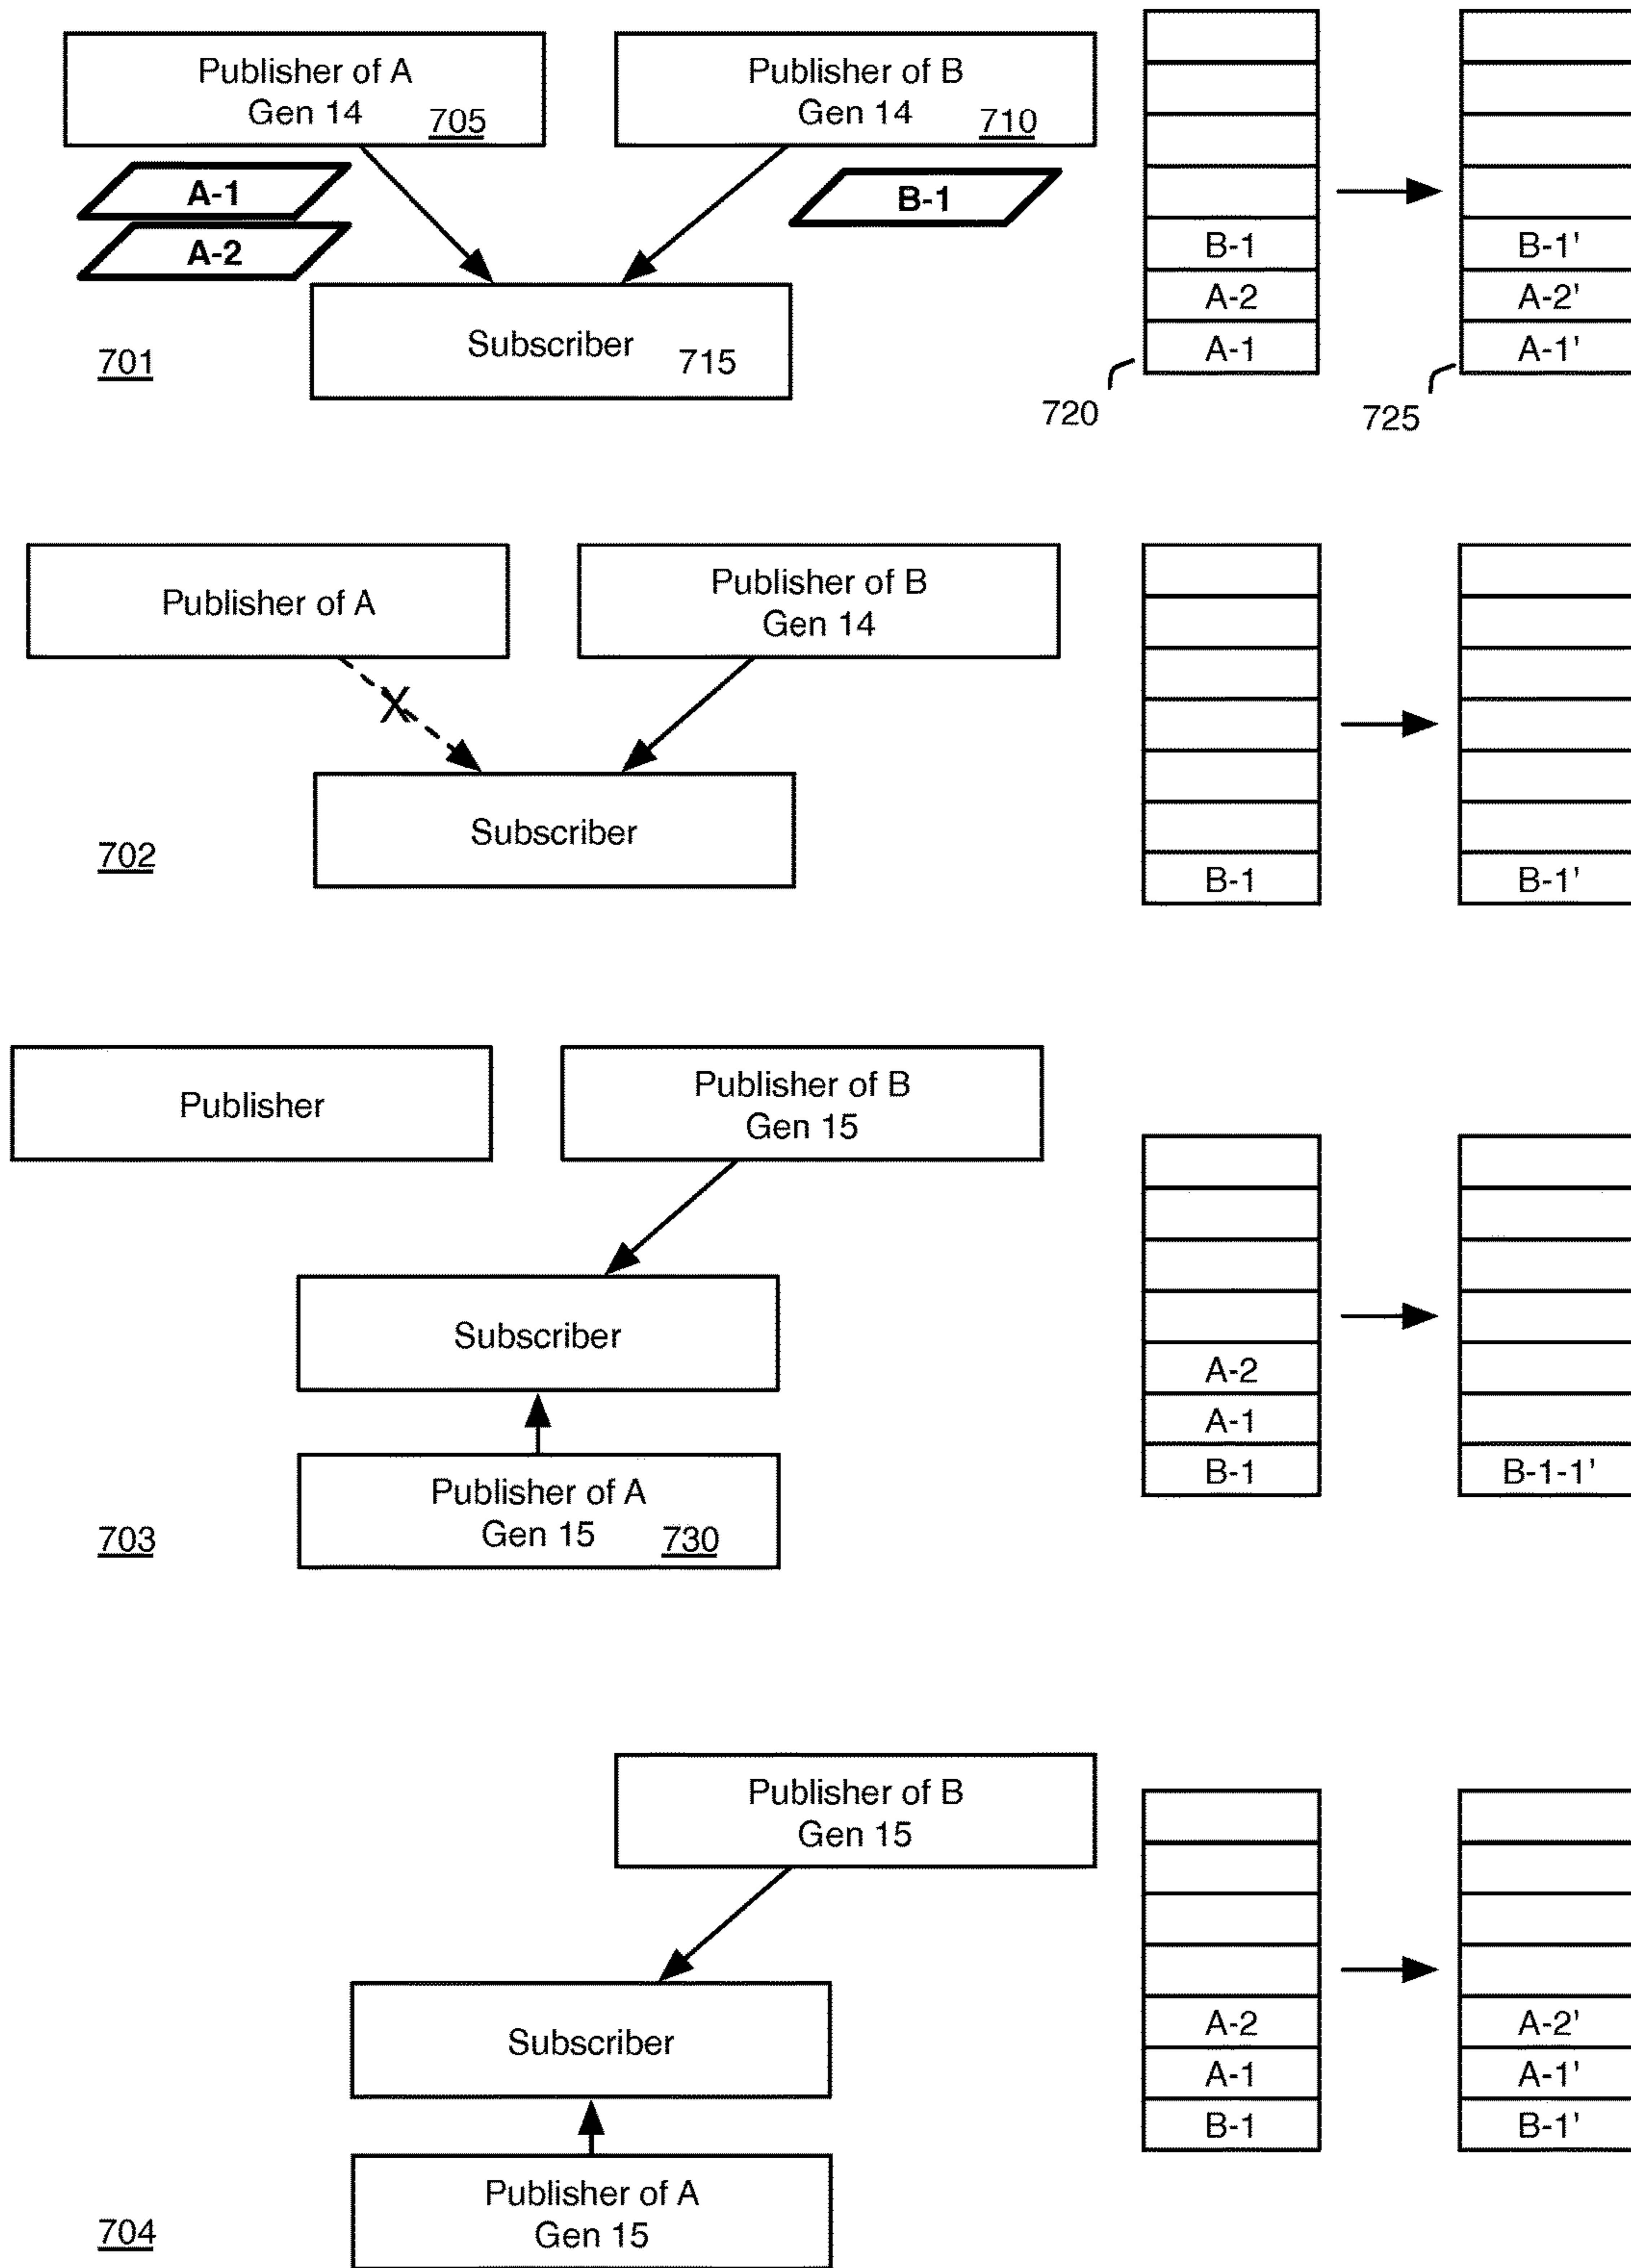 Publisher of A
Gen 14
705
Publisher of B
Gen 14
710
A-1
A-2
B-1
Subscriber
715
701
B-1
A-2
A-1
720
B-1'
A-2'
A-1'
725
Publisher of A
Publisher of B
Gen 14
X
Subscriber
702
B-1
B-1'
Publisher
Publisher of B
Gen 15
Subscriber
Publisher of A
Gen 15
730
703
A-2
A-1
B-1
B-1-1'
Publisher of B
Gen 15
Subscriber
Publisher of A
Gen 15
704
A-2
A-1
B-1
A-2'
A-1'
B-1'